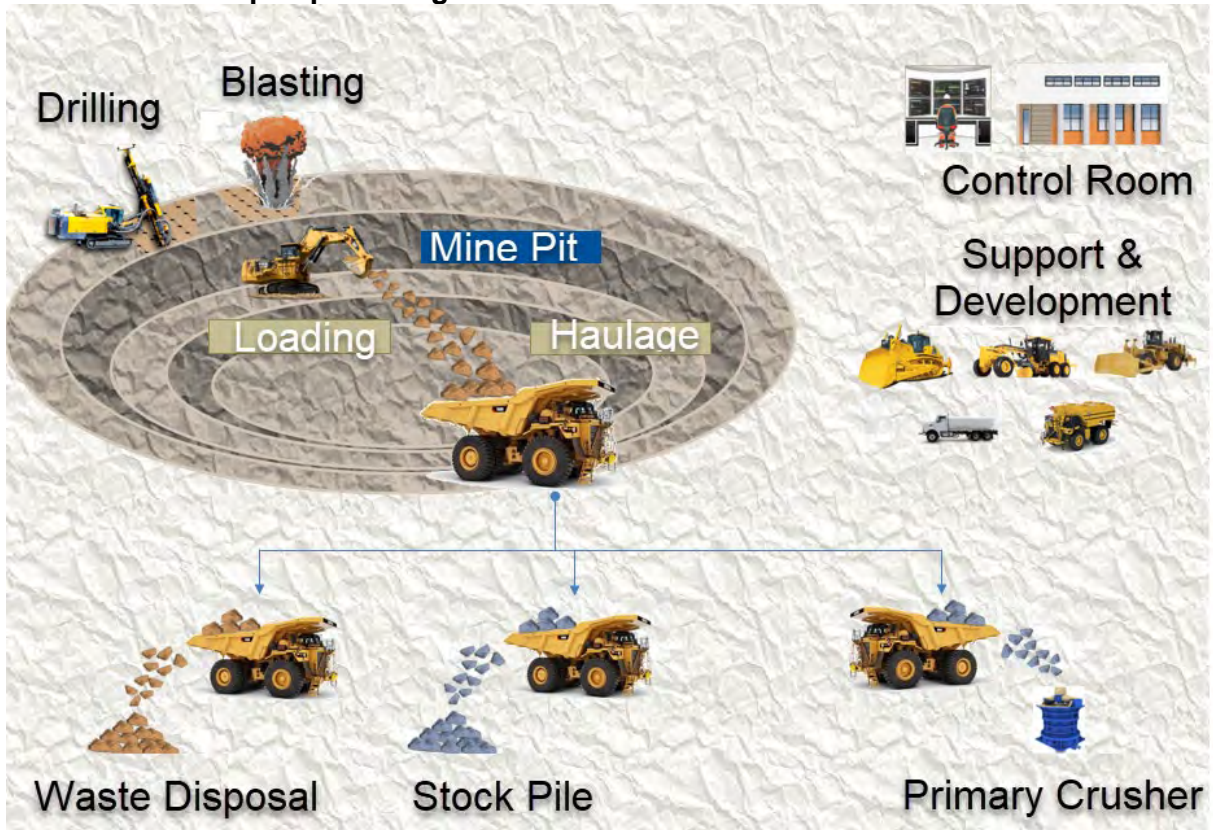 Blasting
Drilling
Control Room
Mine Pit
Support &
Development
Loading
Haulage
Waste Disposal
Stock Pile
Primary Crusher